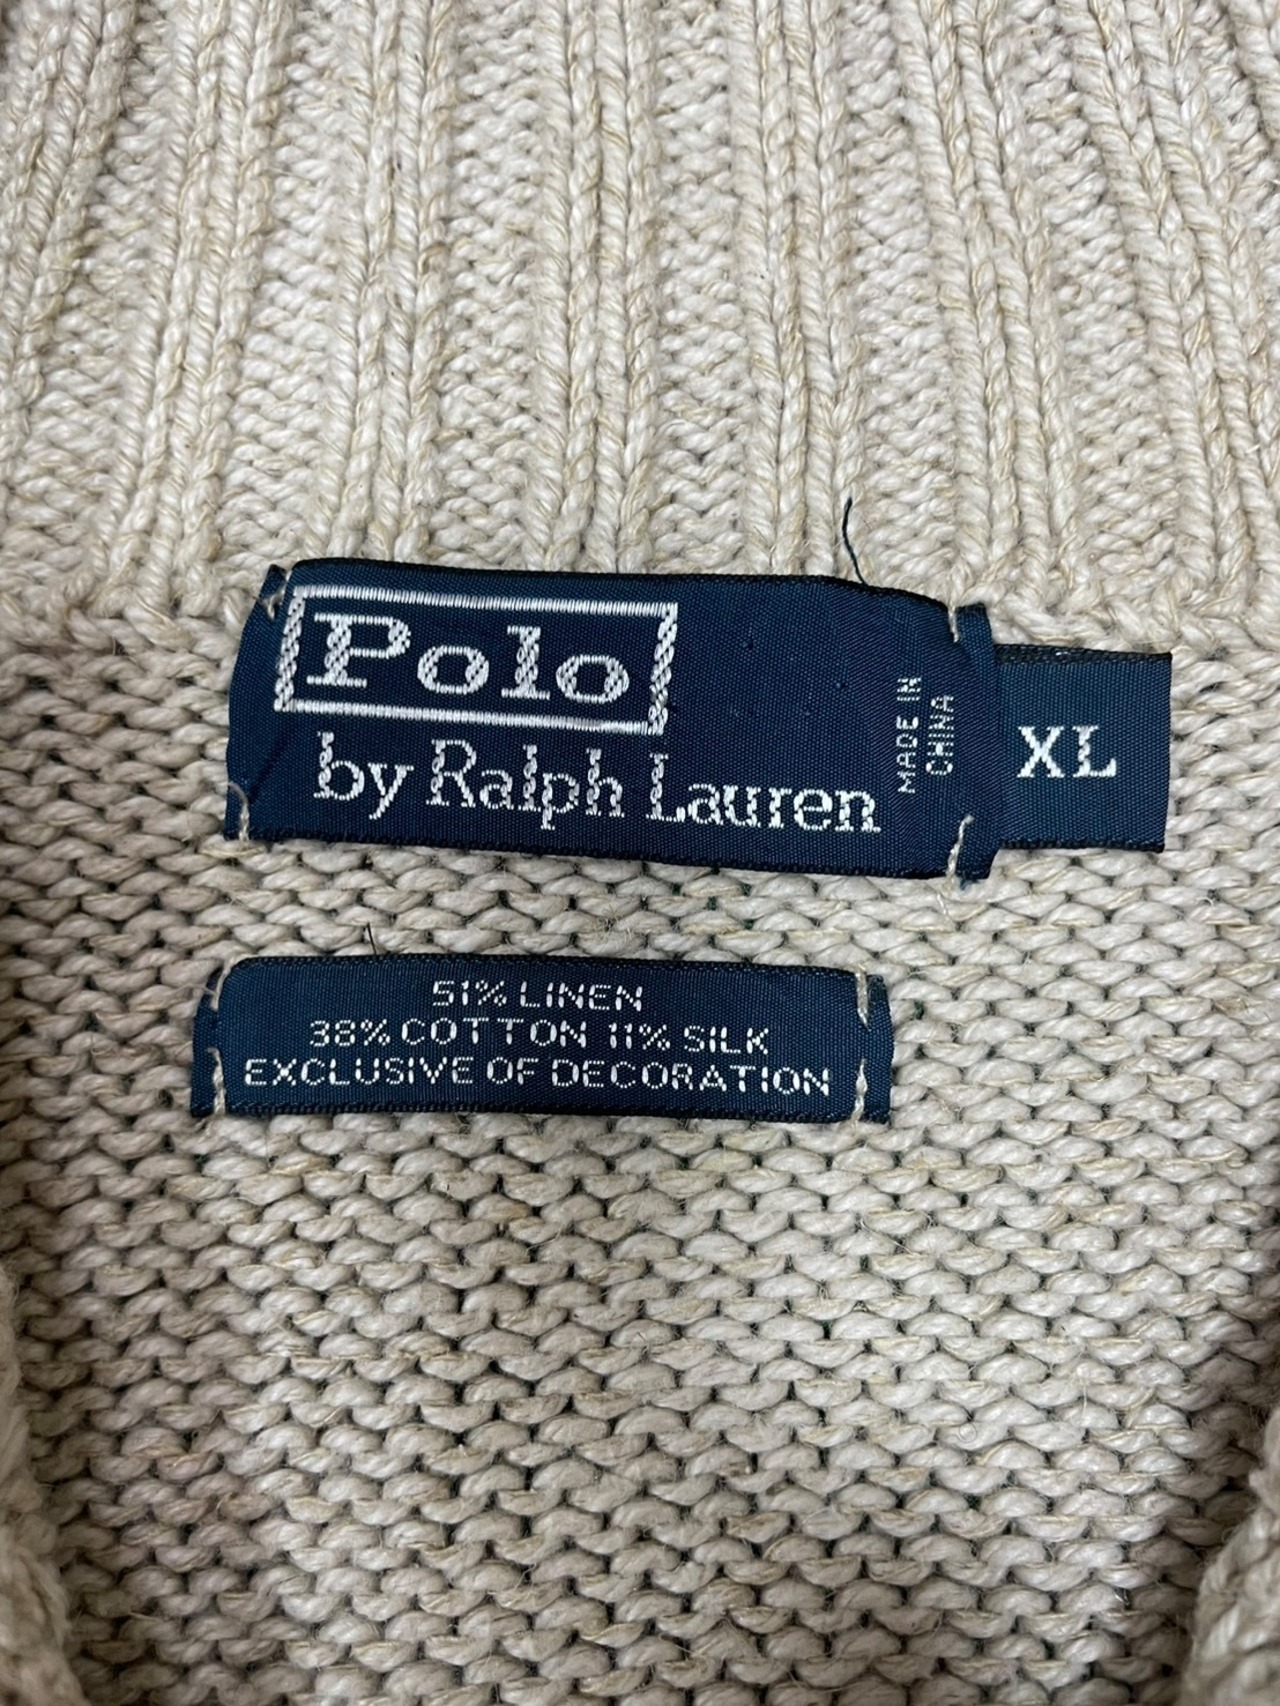 Polo
by Ralph Lauren
MADE IN
CHINA
XL
51% LINEN
38% COTTON 11% SILK
EXCLUSIVE OF DECORATION